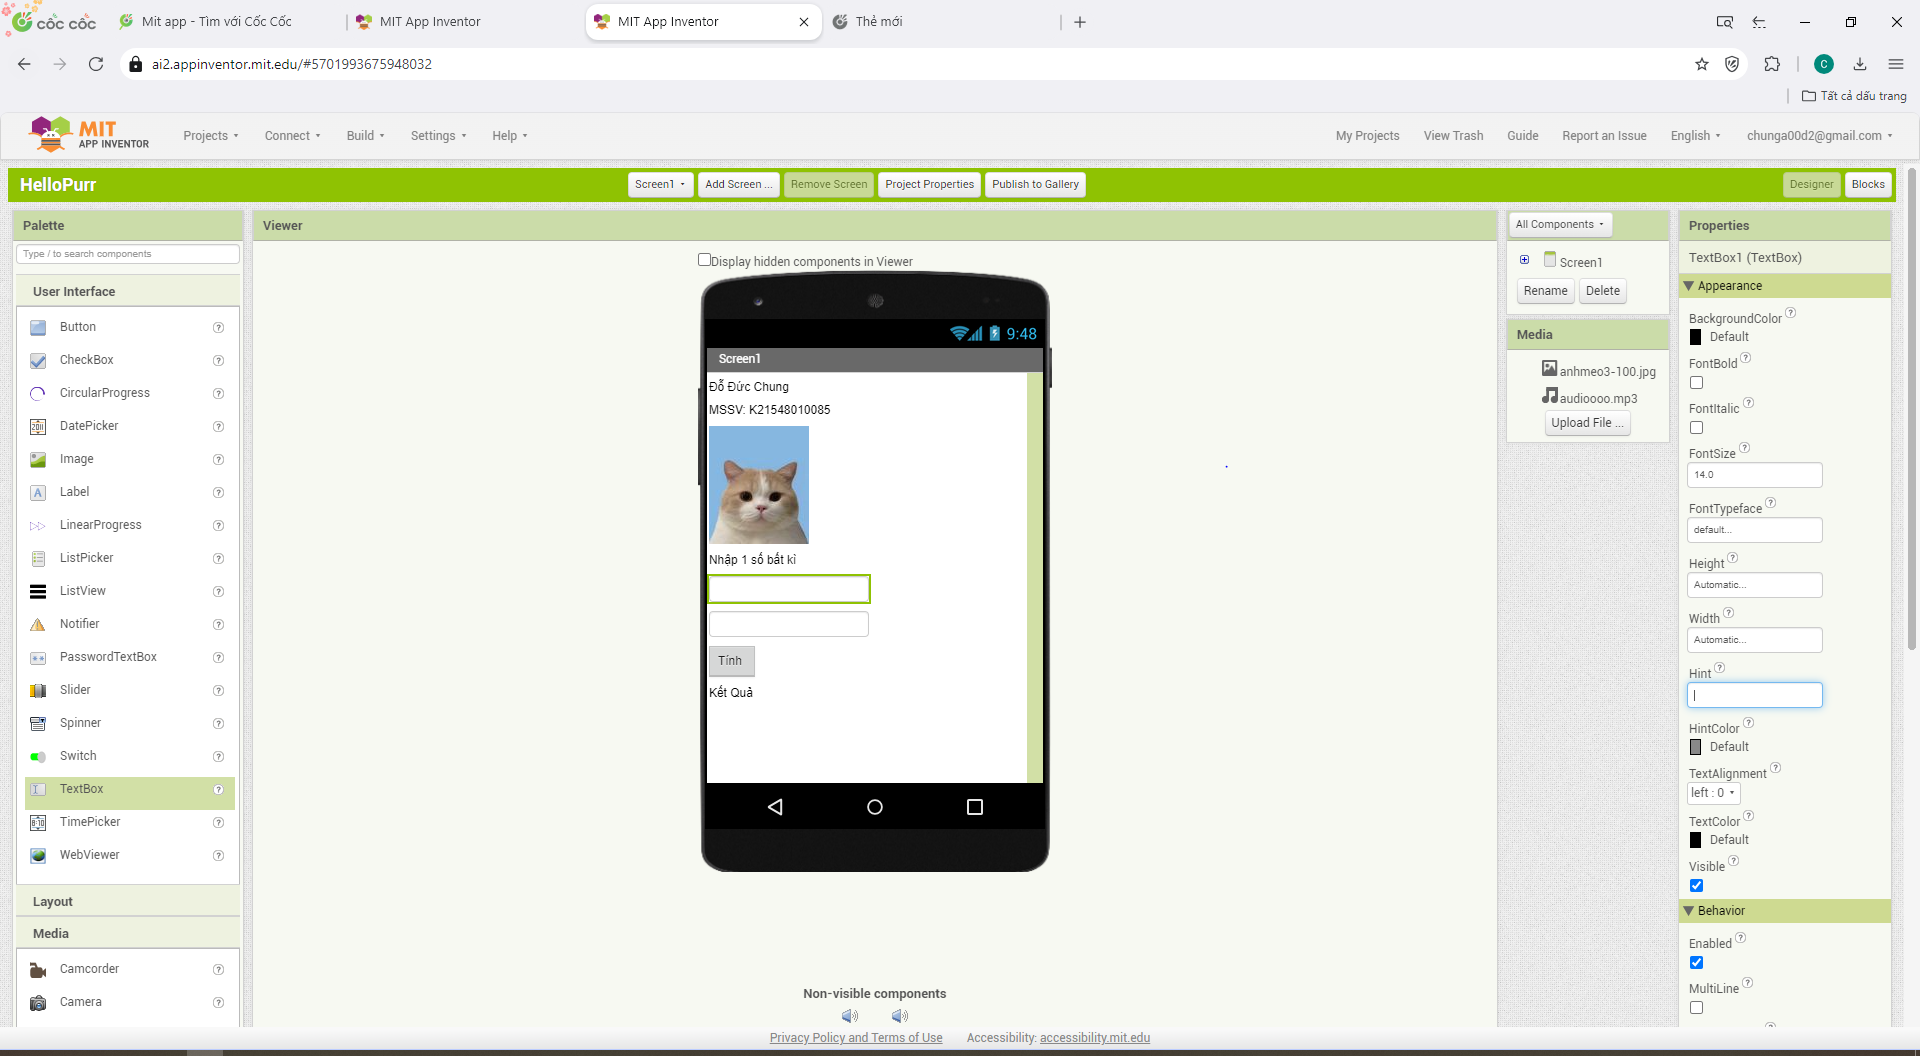 cốc cốc
Mit app - Tìm với Cốc Cốc
MIT App Inventor
MIT App Inventor
Thẻ mới
ai2.appinventor.mit.edu/#5701993675948032
C
Tất cả dấu trang
MIT
APP INVENTOR
Projects
Connect
Build
Settings
Help
My Projects
View Trash
Guide
Report an Issue
English
chunga00d2@gmail.com
HelloPurr
Screen1
Add Screen ...
Remove Screen
Project Properties
Publish to Gallery
Designer
Blocks
Palette
Type / to search components
User Interface
Button
CheckBox
CircularProgress
DatePicker
Image
Label
LinearProgress
ListPicker
ListView
Notifier
PasswordTextBox
Slider
Spinner
Switch
TextBox
TimePicker
WebViewer
Layout
Media
Camcorder
Camera
Viewer
Display hidden components in Viewer
9:48
Screen1
Đỗ Đức Chung
MSSV: K21548010085
Nhập 1 số bất kì
Tính
Kết Quả
Non-visible components
All Components
Screen1
Rename
Delete
Media
anhmeo3-100.jpg
audioooo.mp3
Upload File ...
Properties
TextBox1 (TextBox)
Appearance
BackgroundColor
Default
FontBold
FontItalic
FontSize
14.0
FontTypeface
default...
Height
Automatic...
Width
Automatic...
Hint
HintColor
Default
TextAlignment
left : 0
TextColor
Default
Visible
Behavior
Enabled
MultiLine
Privacy Policy and Terms of Use
Accessibility: accessibility.mit.edu